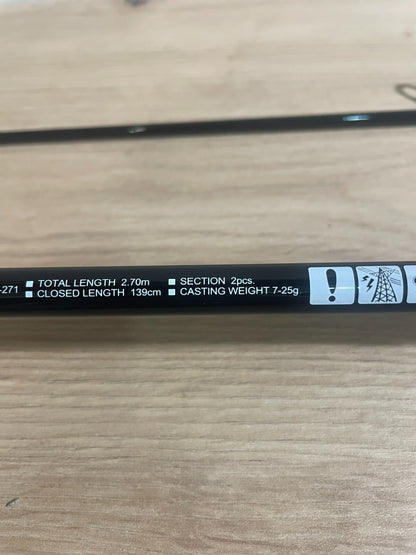 -271 ■ TOTAL LENGTH 2.70m ■ SECTION 2pcs.
■ CLOSED LENGTH 139cm ■ CASTING WEIGHT 7-25g
!